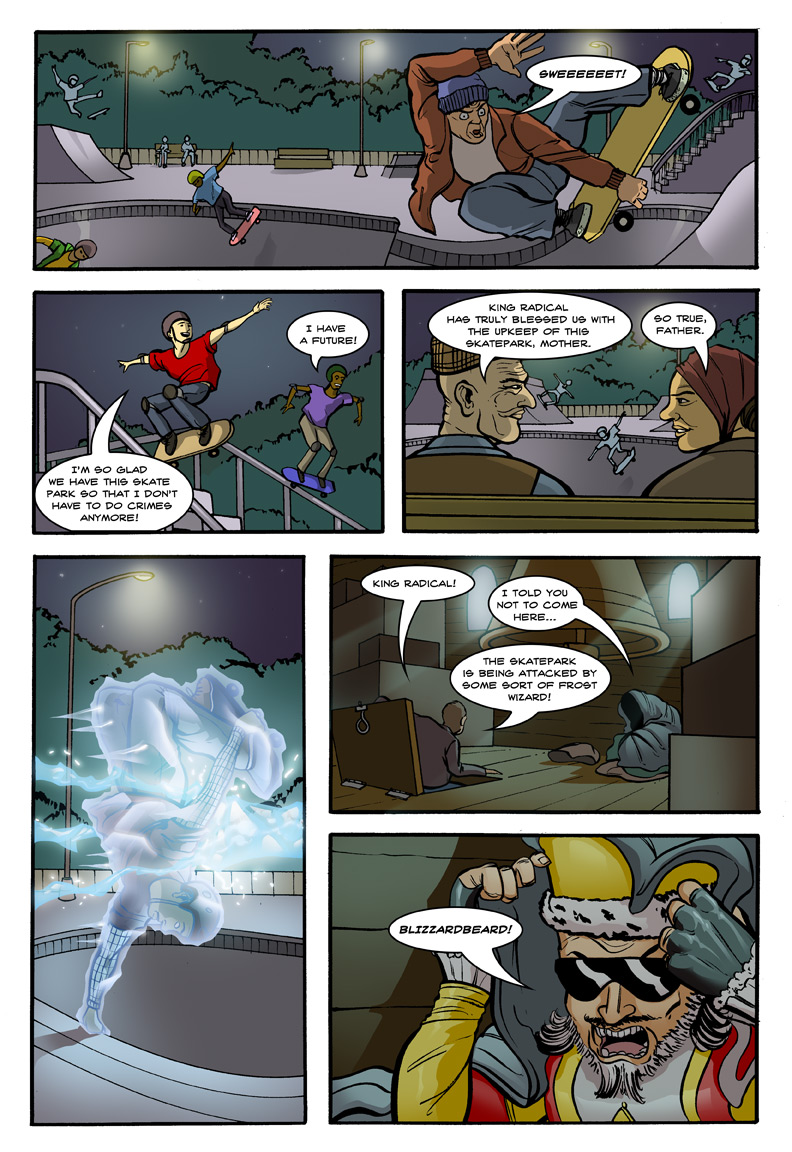 SWEEEEEET!
I'M SO GLAD
WE HAVE THIS SKATE
PARK SO THAT I DON'T
HAVE TO DO CRIMES
ANYMORE!
I HAVE
A FUTURE!
KING RADICAL
HAS TRULY BLESSED US WITH
THE UPKEEP OF THIS
SKATEPARK, MOTHER.
SO TRUE,
FATHER.
KING RADICAL!
I TOLD YOU
NOT TO COME
HERE...
THE SKATEPARK
IS BEING ATTACKED BY
SOME SORT OF FROST
WIZARD!
BLIZZARDBEARD!